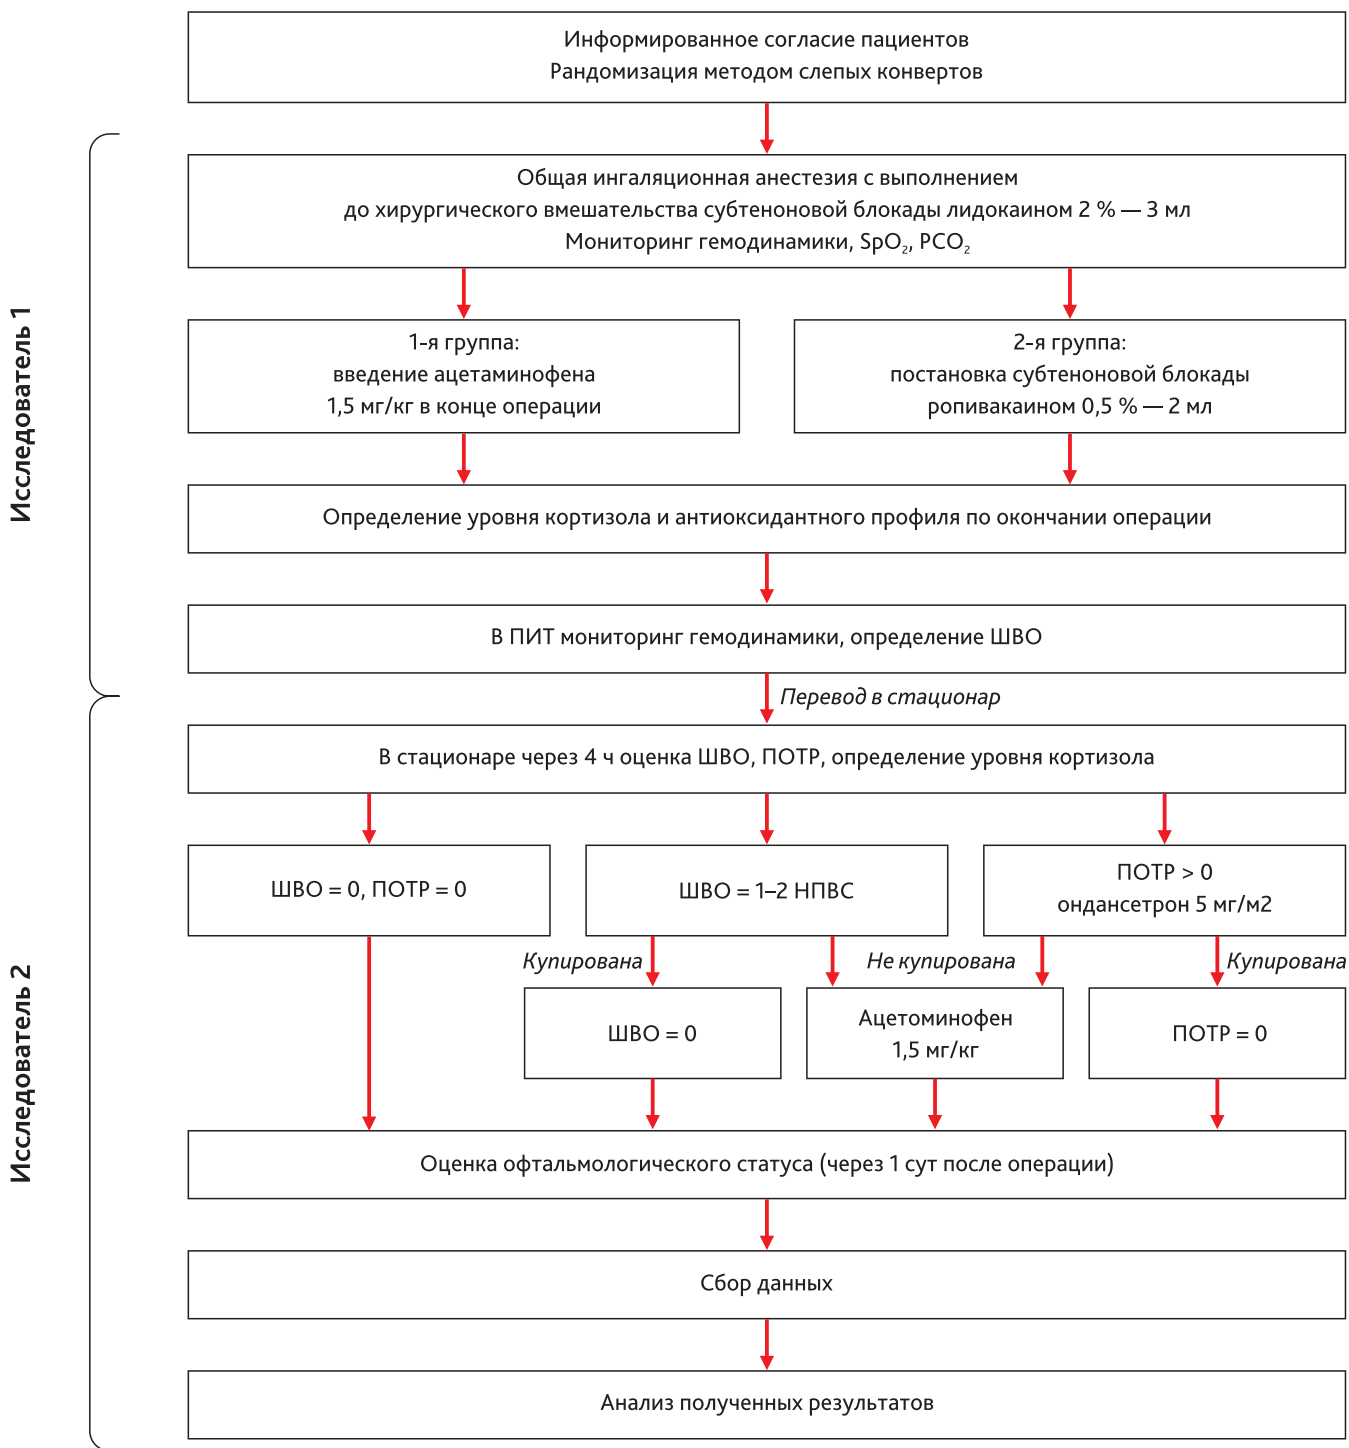 Информированное согласие пациентов
Рандомизация методом слепых конвертов
Исследователь 1
Общая ингаляционная анестезия с выполнением
до хирургического вмешательства субтеноновой блокады лидокаином 2 % — 3 мл
Мониторинг гемодинамики, SpO₂, PCO₂
1-я группа:
введение ацетаминофена
1,5 мг/кг в конце операции
2-я группа:
постановка субтеноновой блокады
ропивакаином 0,5 % — 2 мл
Определение уровня кортизола и антиоксидантного профиля по окончании операции
В ПИТ мониторинг гемодинамики, определение ШВО
Перевод в стационар
Исследователь 2
В стационаре через 4 ч оценка ШВО, ПОТР, определение уровня кортизола
ШВО = 0, ПОТР = 0
ШВО = 1–2 НПВС
ПОТР > 0
ондансетрон 5 мг/м2
Купирована
Не купирована
Купирована
ШВО = 0
Ацетоминофен
1,5 мг/кг
ПОТР = 0
Оценка офтальмологического статуса (через 1 сут после операции)
Сбор данных
Анализ полученных результатов